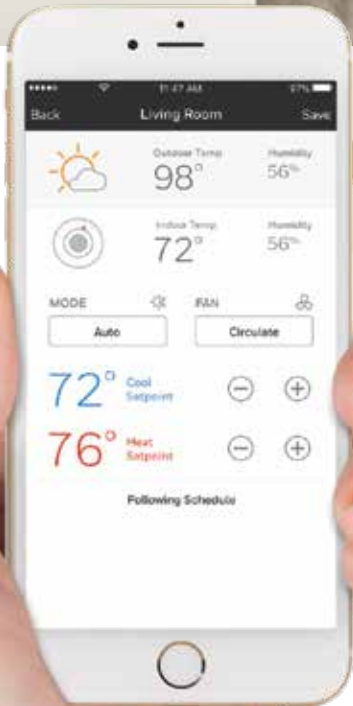 11:47 AM 97%
Back Living Room Save
Outdoor Temp Humidity
98° 56%
Indoor Temp Humidity
72° 56%
MODE FAN
Auto Circulate
72° Cool
Setpoint
76° Heat
Setpoint
Following Schedule